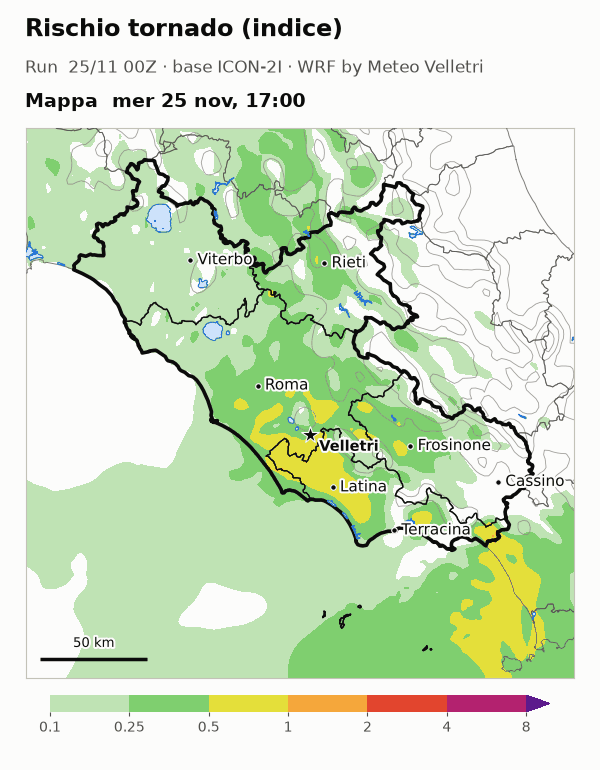 Rischio tornado (indice)
Run  25/11 00Z · base ICON-2I · WRF by Meteo Velletri
Mappa  mer 25 nov, 17:00
Viterbo
Rieti
Roma
Velletri
Frosinone
Latina
Cassino
Terracina
50 km
0.1 0.25 0.5 1 2 4 8